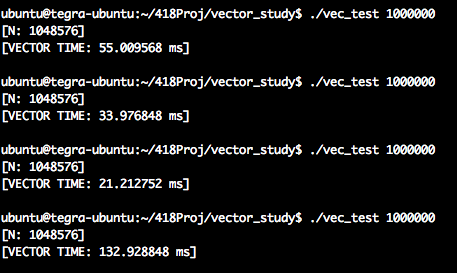 ubuntu@tegra-ubuntu:~/418Proj/vector_study$ ./vec_test 1000000
[N: 1048576]
[VECTOR TIME: 55.009568 ms]
ubuntu@tegra-ubuntu:~/418Proj/vector_study$ ./vec_test 1000000
[N: 1048576]
[VECTOR TIME: 33.976848 ms]
ubuntu@tegra-ubuntu:~/418Proj/vector_study$ ./vec_test 1000000
[N: 1048576]
[VECTOR TIME: 21.212752 ms]
ubuntu@tegra-ubuntu:~/418Proj/vector_study$ ./vec_test 1000000
[N: 1048576]
[VECTOR TIME: 132.928848 ms]